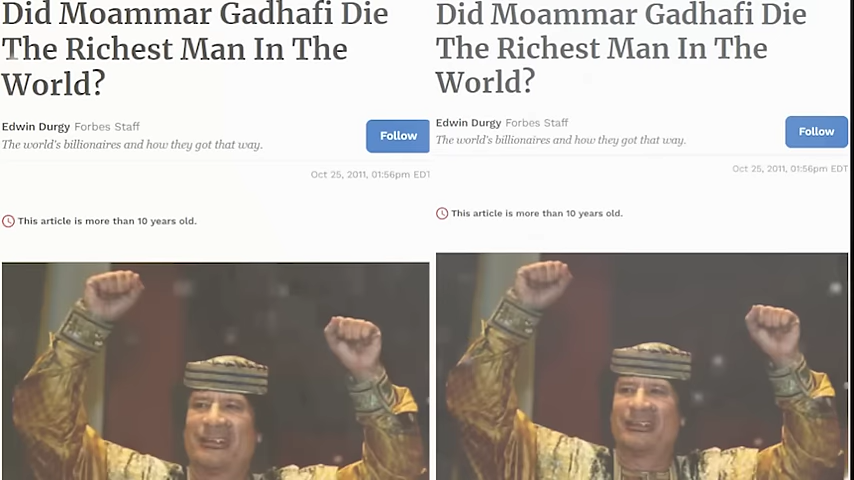 Did Moammar Gadhafi Die
The Richest Man In The
World?
Edwin Durgy Forbes Staff
The world's billionaires and how they got that way.
Follow
Oct 25, 2011, 01:56pm EDT
This article is more than 10 years old.
Did Moammar Gadhafi Die
The Richest Man In The
World?
Edwin Durgy Forbes Staff
The world's billionaires and how they got that way.
Follow
Oct 25, 2011, 01:56pm EDT
This article is more than 10 years old.